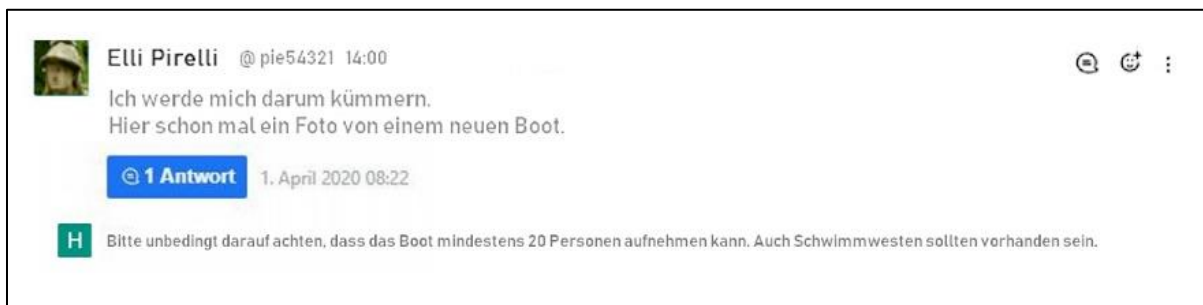 Elli Pirelli @ pie54321 14:00
Ich werde mich darum kümmern.
Hier schon mal ein Foto von einem neuen Boot.
1 Antwort 1. April 2020 08:22
H Bitte unbedingt darauf achten, dass das Boot mindestens 20 Personen aufnehmen kann. Auch Schwimmwesten sollten vorhanden sein.